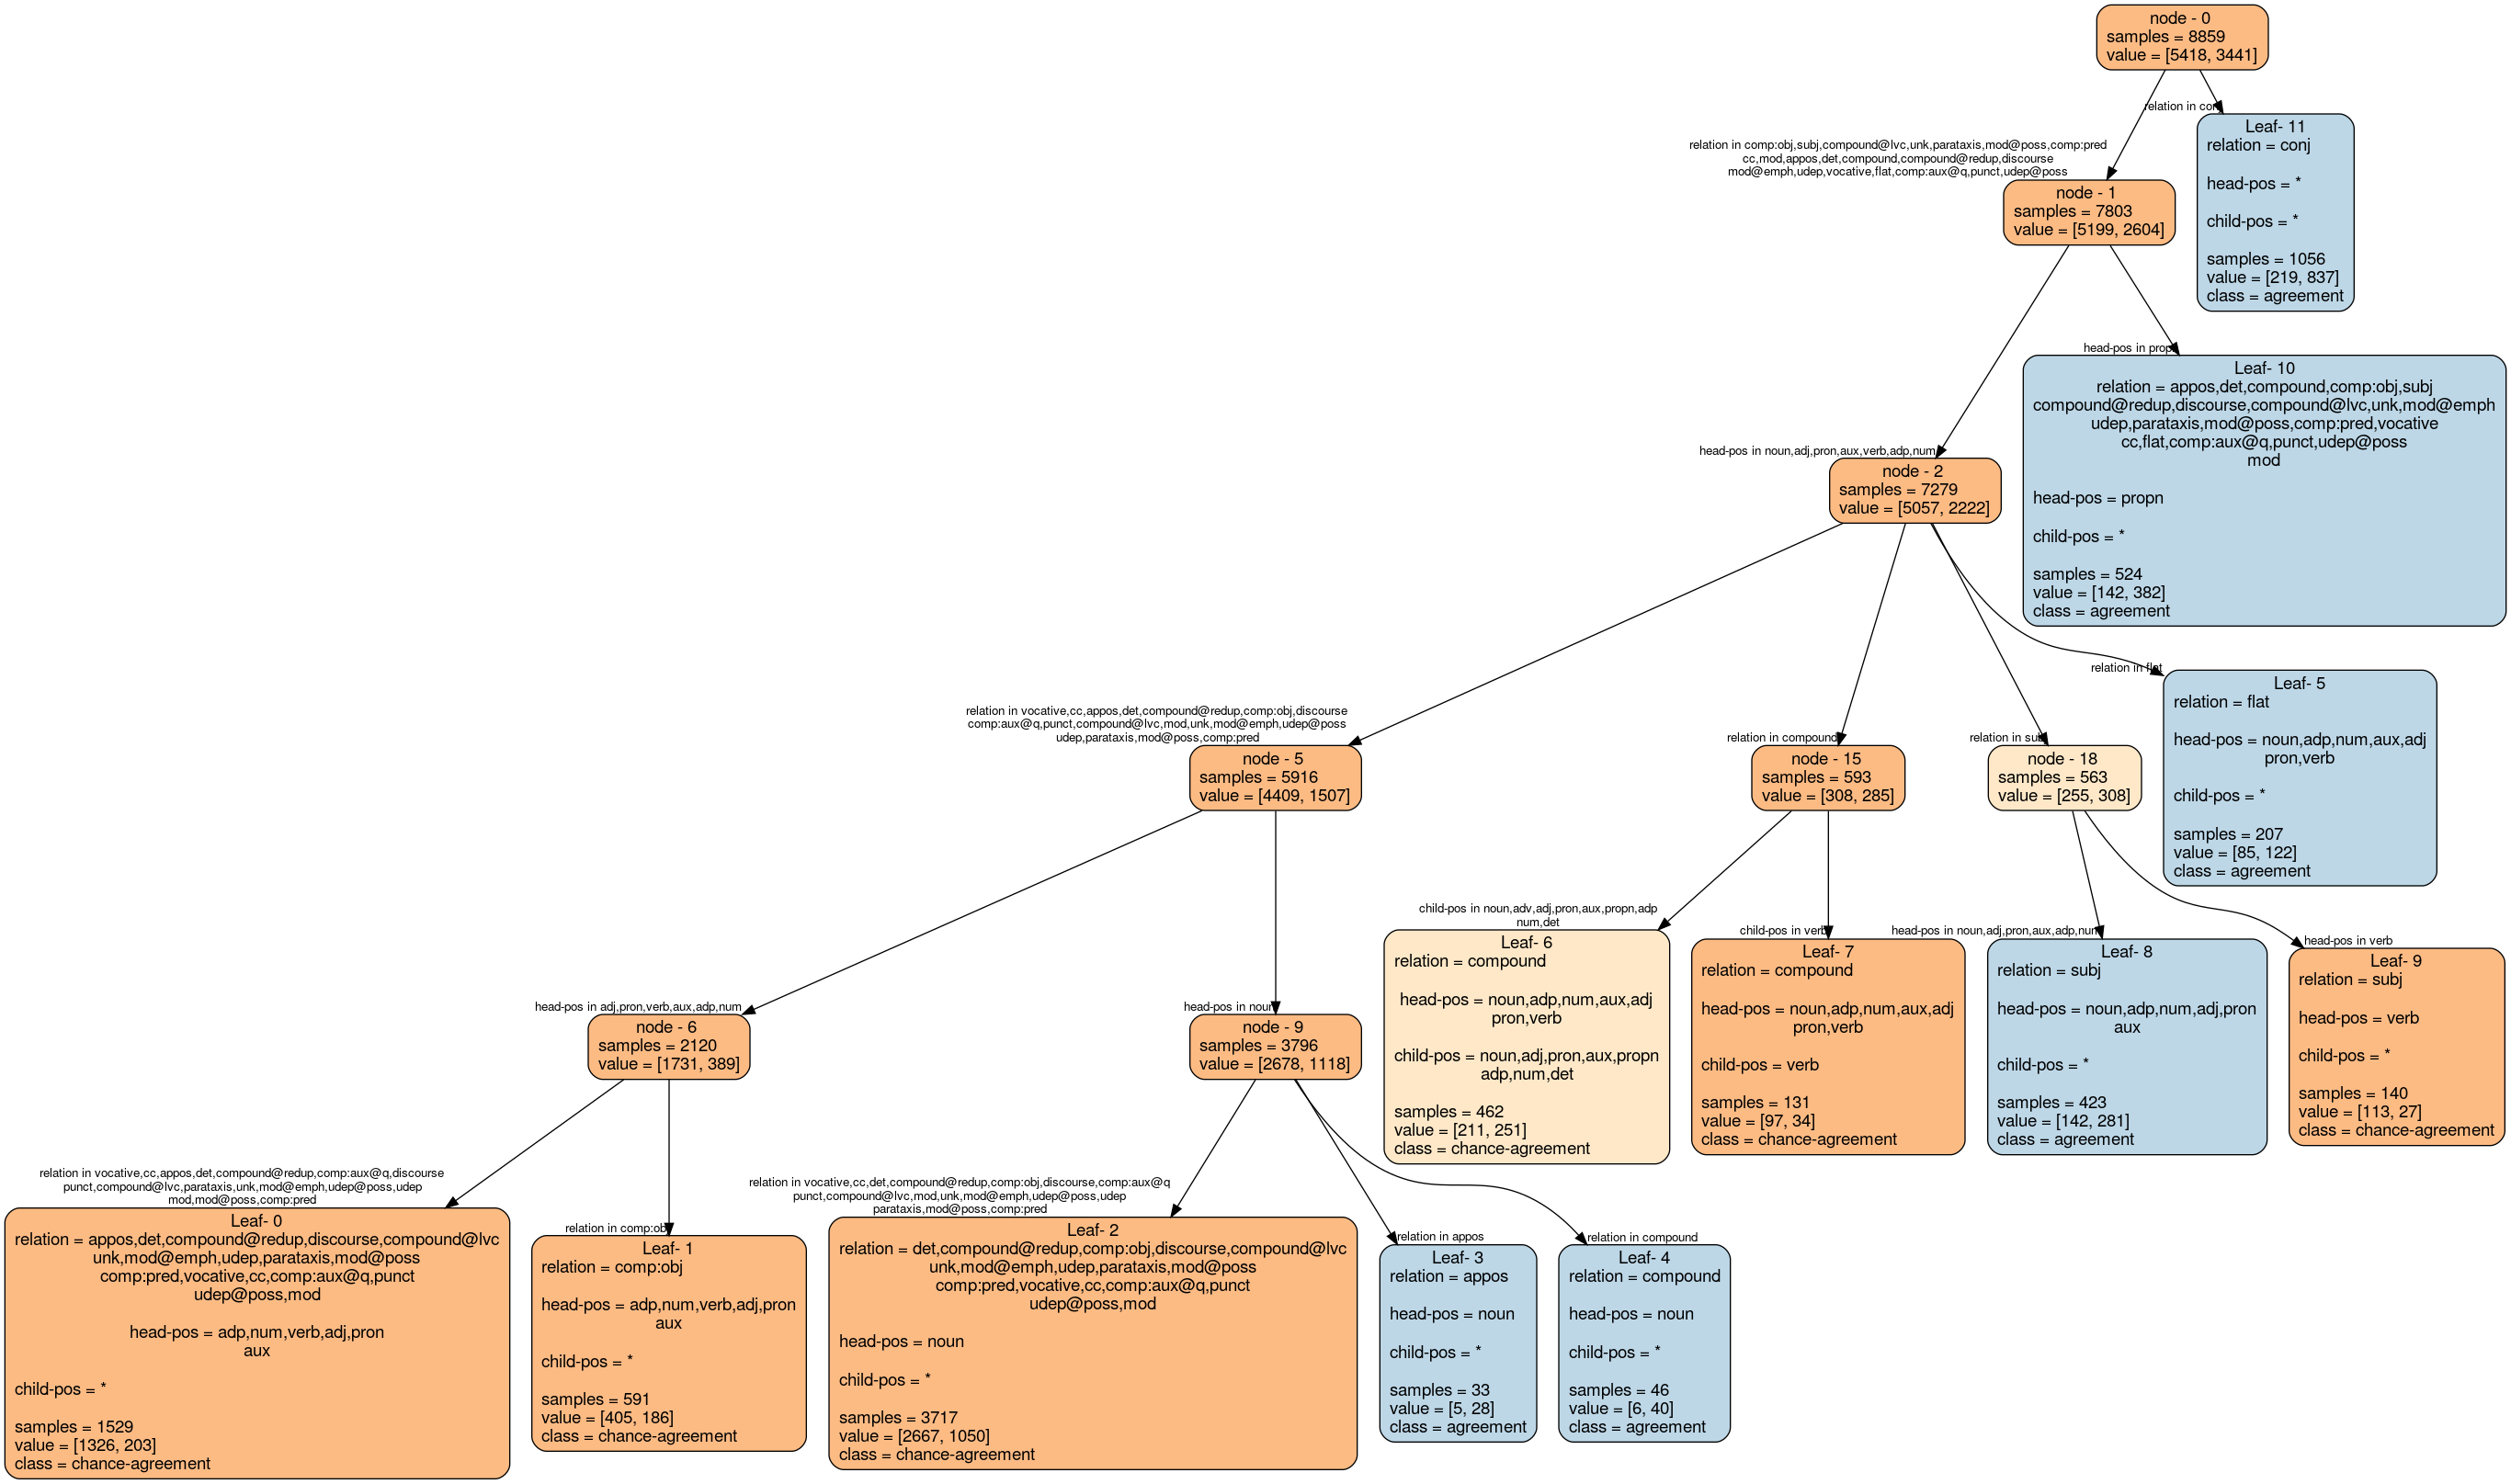 node - 0
samples = 8859
value = [5418, 3441]
relation in
Leaf- 11
relation = conj
head-pos = *
child-pos = *
samples = 1056
value = [219, 837]
class = agreement
relation in comp:obj,subj,compound@lvc,unk,parataxis,mod@poss,comp:pred
cc,mod,appos,det,compound,compound@redup,discourse
mod@emph,udep,vocative,flat,comp:aux@q,punct,udep@poss
node - 1
samples = 7803
value = [5199, 2604]
head-pos in
Leaf- 10
relation = appos,det,compound,comp:obj,subj
compound@redup,discourse,compound@lvc,unk,mod@emph
udep,parataxis,mod@poss,comp:pred,vocative
cc,flat,comp:aux@q,punct,udep@poss
mod
head-pos = propn
child-pos = *
samples = 524
value = [142, 382]
class = agreement
head-pos in noun,adj,pron,aux,verb,adp,num
node - 2
samples = 7279
value = [5057, 2222]
relation in vocative,cc,appos,det,compound@redup,comp:obj,discourse
comp:aux@q,punct,compound@lvc,mod,unk,mod@emph,udep@poss
udep,parataxis,mod@poss,comp:pred
node - 5
samples = 5916
value = [4409, 1507]
relation in compound
node - 15
samples = 593
value = [308, 285]
relation in
node - 18
samples = 563
value = [255, 308]
relation in flat
Leaf- 5
relation = flat
head-pos = noun,adp,num,aux,adj
pron,verb
child-pos = *
samples = 207
value = [85, 122]
class = agreement
head-pos in adj,pron,verb,aux,adp,num
node - 6
samples = 2120
value = [1731, 389]
head-pos in noun
node - 9
samples = 3796
value = [2678, 1118]
child-pos in noun,adv,adj,pron,aux,propn,adp
num,det
Leaf- 6
relation = compound
head-pos = noun,adp,num,aux,adj
pron,verb
child-pos = noun,adj,pron,aux,propn
adp,num,det
samples = 462
value = [211, 251]
class = chance-agreement
child-pos in verb
Leaf- 7
relation = compound
head-pos = noun,adp,num,aux,adj
pron,verb
child-pos = verb
samples = 131
value = [97, 34]
class = chance-agreement
head-pos in noun,adj,pron,aux,adp,num
Leaf- 8
relation = subj
head-pos = noun,adp,num,adj,pron
aux
child-pos = *
samples = 423
value = [142, 281]
class = agreement
head-pos in verb
Leaf- 9
relation = subj
head-pos = verb
child-pos = *
samples = 140
value = [113, 27]
class = chance-agreement
relation in vocative,cc,appos,det,compound@redup,comp:aux@q,discourse
punct,compound@lvc,parataxis,unk,mod@emph,udep@poss,udep
mod,mod@poss,comp:pred
Leaf- 0
relation = appos,det,compound@redup,discourse,compound@lvc
unk,mod@emph,udep,parataxis,mod@poss
comp:pred,vocative,cc,comp:aux@q,punct
udep@poss,mod
head-pos = adp,num,verb,adj,pron
aux
child-pos = *
samples = 1529
value = [1326, 203]
class = chance-agreement
relation in comp:obj
Leaf- 1
relation = comp:obj
head-pos = adp,num,verb,adj,pron
aux
child-pos = *
samples = 591
value = [405, 186]
class = chance-agreement
relation in vocative,cc,det,compound@redup,comp:obj,discourse,comp:aux@q
punct,compound@lvc,mod,unk,mod@emph,udep@poss,udep
parataxis,mod@poss,comp:pred
Leaf- 2
relation = det,compound@redup,comp:obj,discourse,compound@lvc
unk,mod@emph,udep,parataxis,mod@poss
comp:pred,vocative,cc,comp:aux@q,punct
udep@poss,mod
head-pos = noun
child-pos = *
samples = 3717
value = [2667, 1050]
class = chance-agreement
relation in appos
Leaf- 3
relation = appos
head-pos = noun
child-pos = *
samples = 33
value = [5, 28]
class = agreement
relation in compound
Leaf- 4
relation = compound
head-pos = noun
child-pos = *
samples = 46
value = [6, 40]
class = agreement